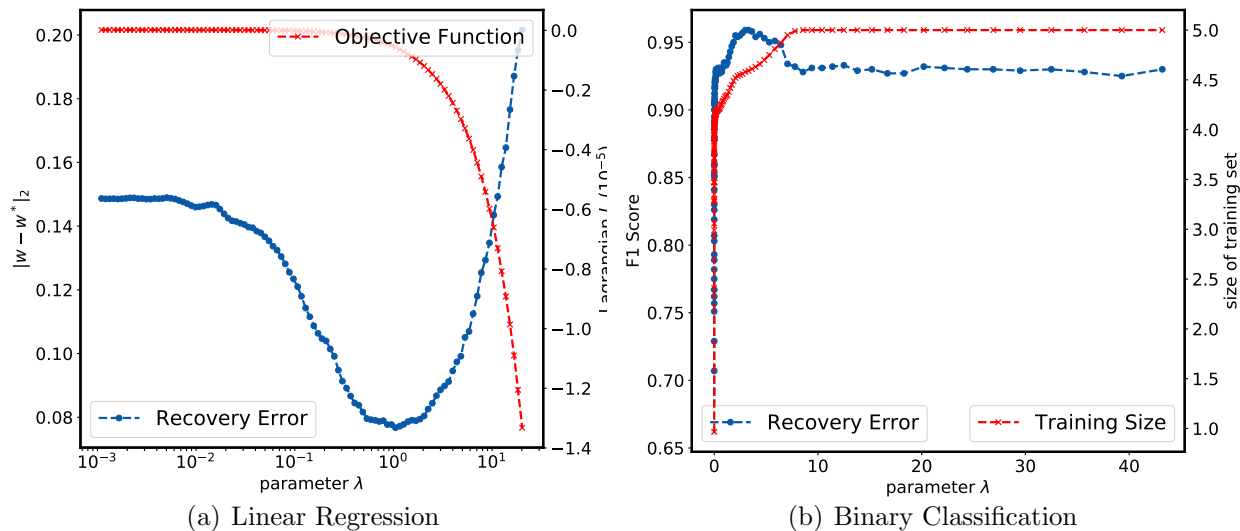 0.20
0.18
0.16
0.14
0.12
0.10
0.08
|w − w*|₂
Objective Function
Recovery Error
0.0
−0.2
−0.4
−0.6
−0.8
−1.0
−1.2
−1.4
Lagrangian L (10⁻⁵)
10⁻³ 10⁻² 10⁻¹ 10⁰ 10¹
parameter λ
(a) Linear Regression
0.95
0.90
0.85
0.80
0.75
0.70
0.65
F1 Score
Recovery Error
Training Size
5.0
4.5
4.0
3.5
3.0
2.5
2.0
1.5
1.0
size of training set
0 10 20 30 40
parameter λ
(b) Binary Classification